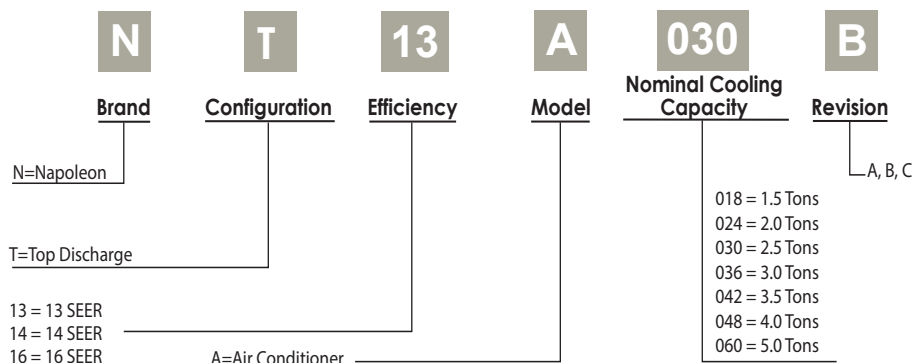 N T 13 A 030 B
Brand Configuration Efficiency Model Nominal Cooling Capacity Revision
N=Napoleon
A, B, C
T=Top Discharge
018 = 1.5 Tons
024 = 2.0 Tons
030 = 2.5 Tons
036 = 3.0 Tons
042 = 3.5 Tons
048 = 4.0 Tons
060 = 5.0 Tons
13 = 13 SEER
14 = 14 SEER
16 = 16 SEER
A=Air Conditioner